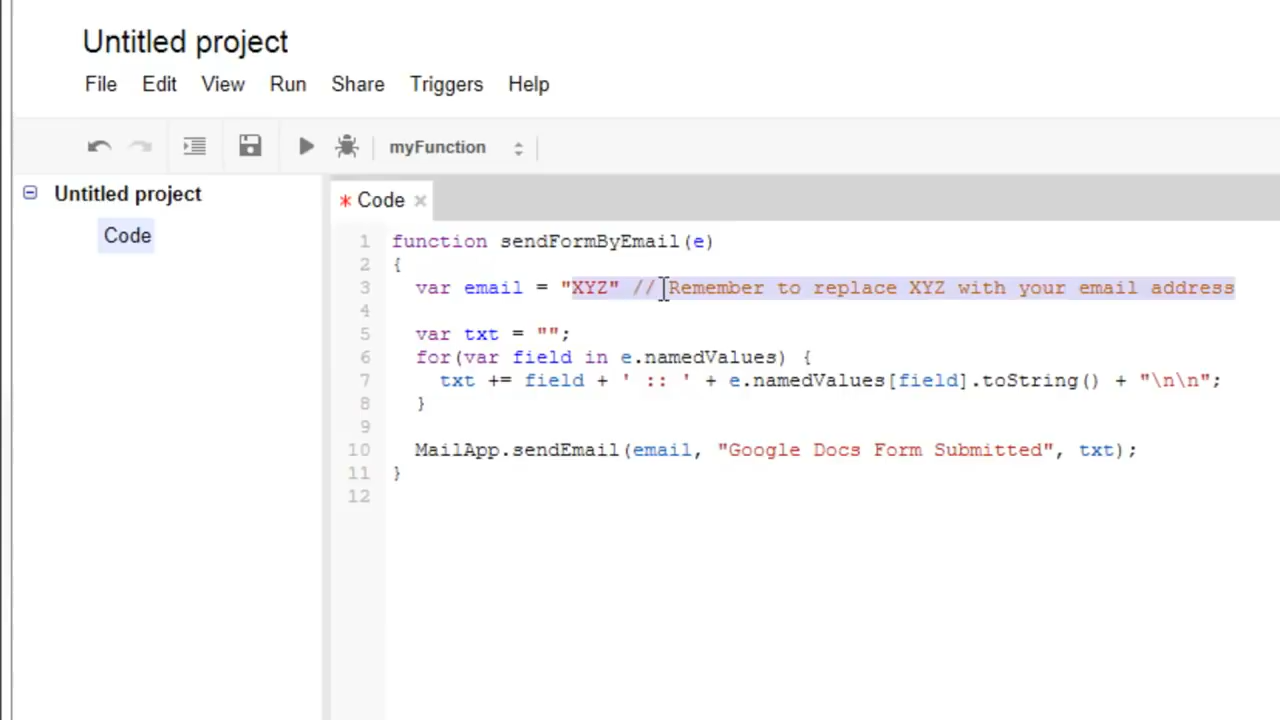 Untitled project
File Edit View Run Share Triggers Help
myFunction
Untitled project
Code
* Code ×
1 function sendFormByEmail(e)
2 {
3 var email = "XYZ" // Remember to replace XYZ with your email address
4
5 var txt = "";
6 for(var field in e.namedValues) {
7 txt += field + ' :: ' + e.namedValues[field].toString() + "\n\n";
8 }
9
10 MailApp.sendEmail(email, "Google Docs Form Submitted", txt);
11 }
12